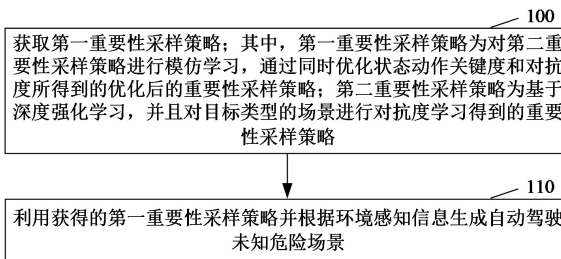 100
获取第一重要性采样策略；其中，第一重要性采样策略为对第二重
要性采样策略进行模仿学习，通过同时优化状态动作关键度和对抗
度所得到的优化后的重要性采样策略；第二重要性采样策略为基于
深度强化学习，并且对目标类型的场景进行对抗度学习得到的重要
性采样策略
110
利用获得的第一重要性采样策略并根据环境感知信息生成自动驾驶
未知危险场景